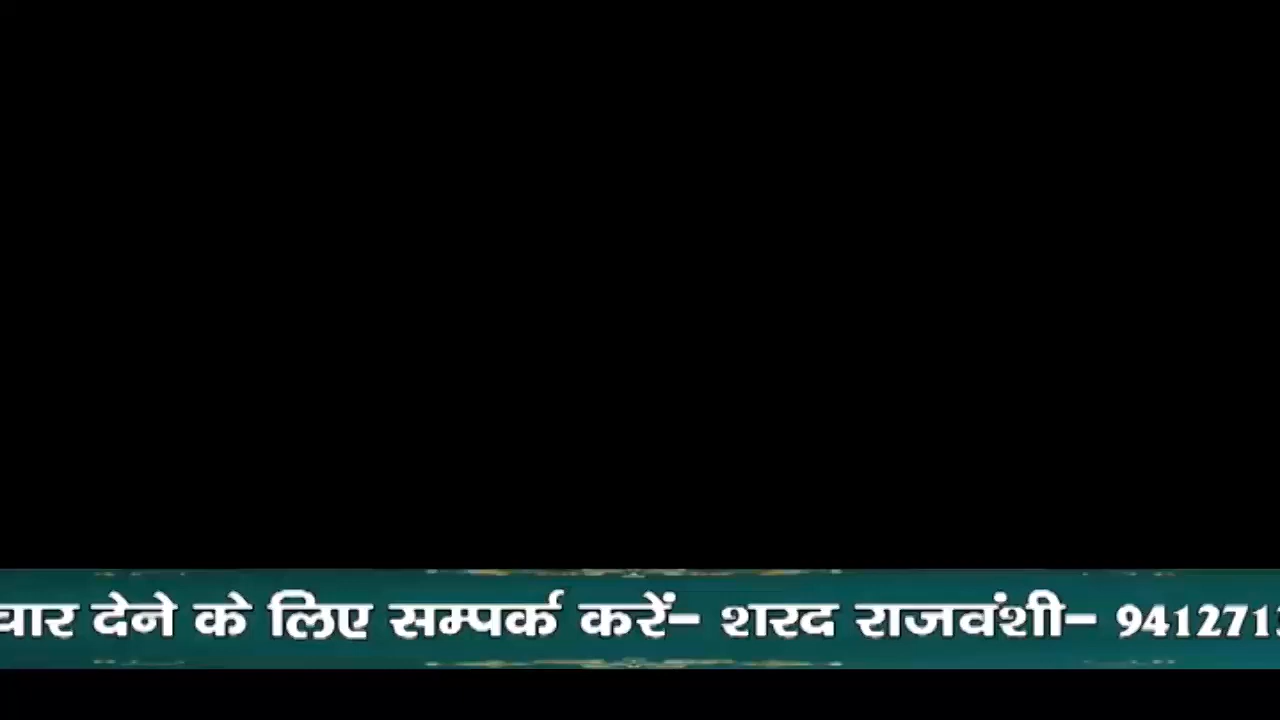 चार देने के लिए सम्पर्क करें– शरद राजवंशी– 941271